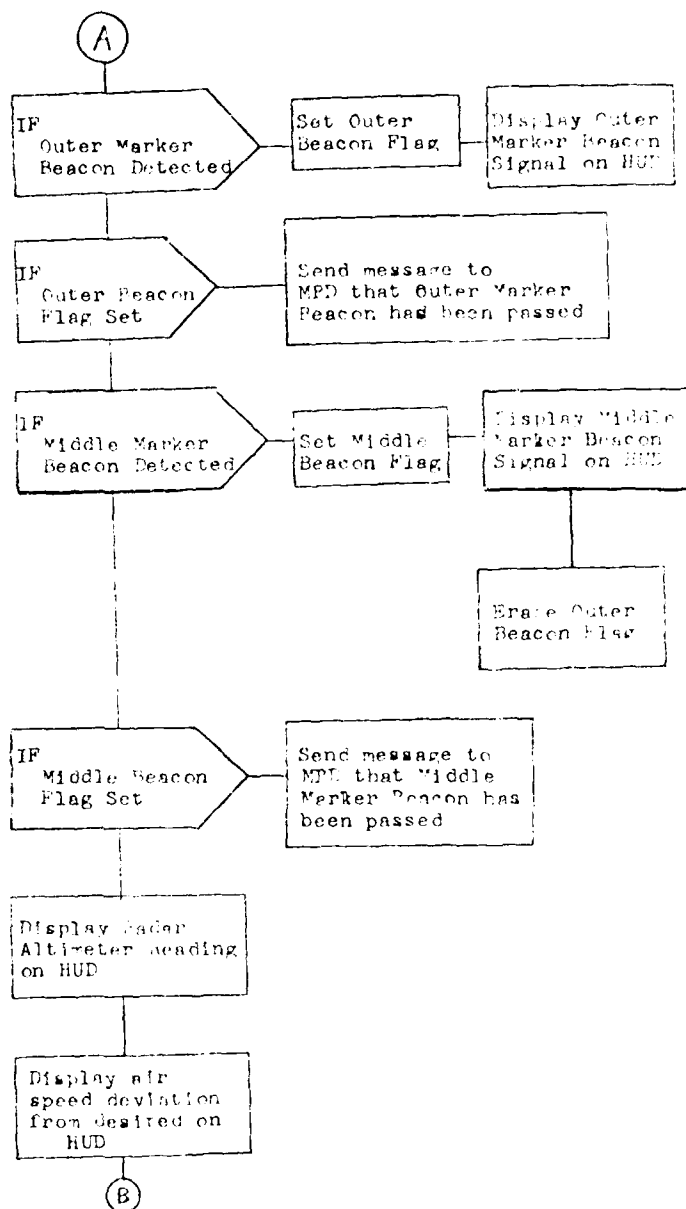 A
IF
Outer Marker
Beacon Detected
Set Outer
Beacon Flag
Display Outer
Marker Beacon
Signal on HUD
IF
Outer Beacon
Flag Set
Send message to
MPD that Outer Marker
Beacon has been passed
IF
Middle Marker
Beacon Detected
Set Middle
Beacon Flag
Display Middle
Marker Beacon
Signal on HUD
Erase Outer
Beacon Flag
IF
Middle Beacon
Flag Set
Send message to
MPD that Middle
Marker Beacon has
been passed
Display Radar
Altimeter Reading
on HUD
Display air
speed deviation
from desired on
HUD
B